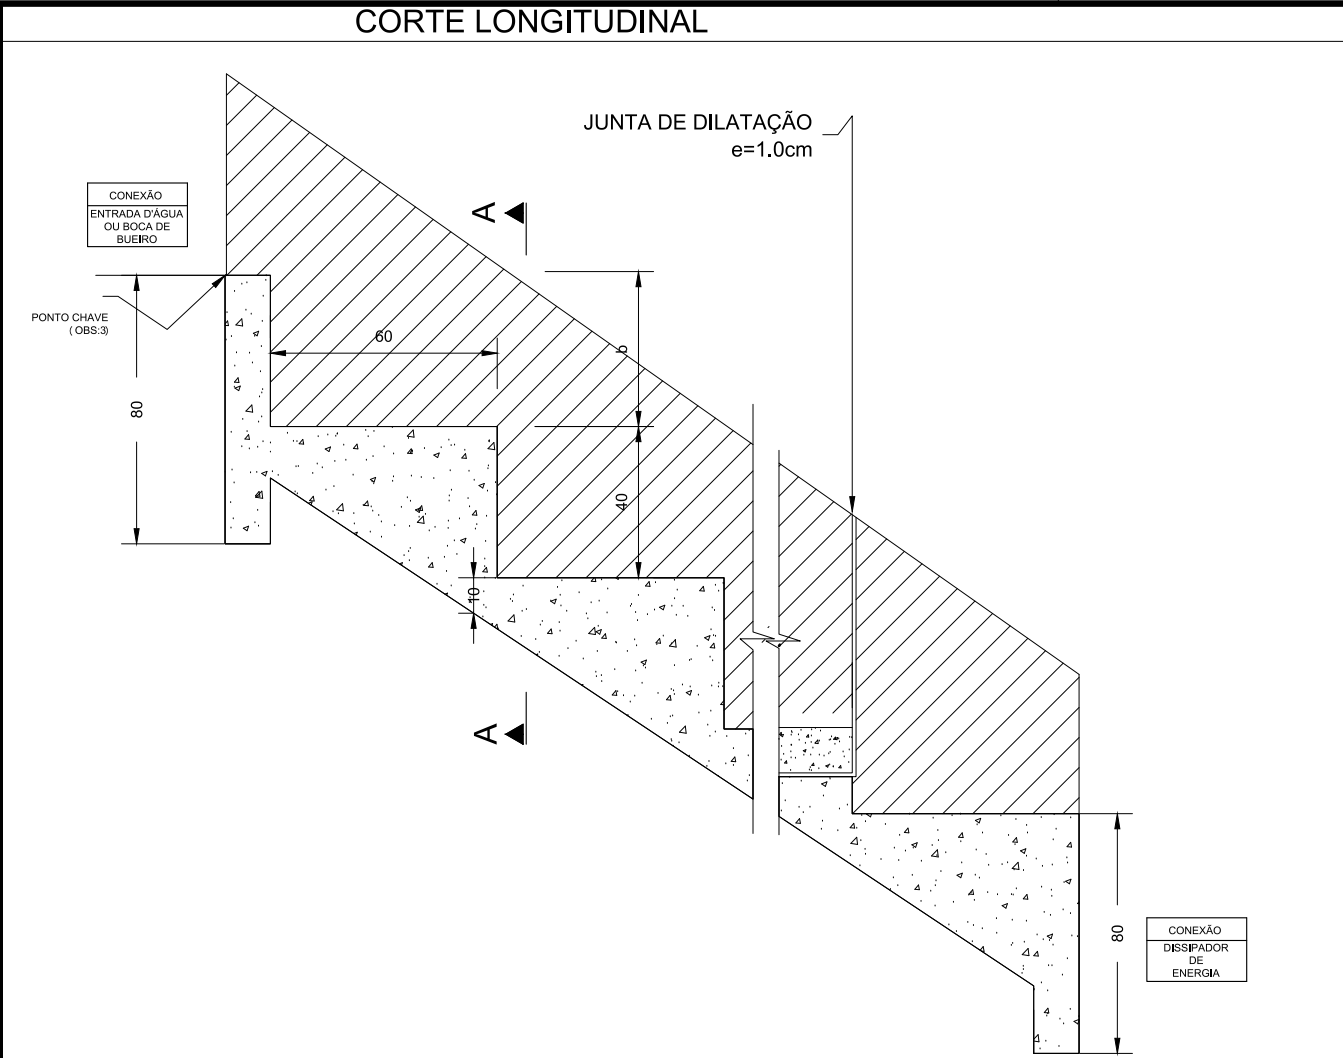 CORTE LONGITUDINAL
JUNTA DE DILATAÇÃO
e=1.0cm
CONEXÃO
ENTRADA D'ÁGUA
OU BOCA DE
BUEIRO
A
PONTO CHAVE
( OBS:3)
60
b
80
40
10
A
CONEXÃO
DISSIPADOR
DE
ENERGIA
80